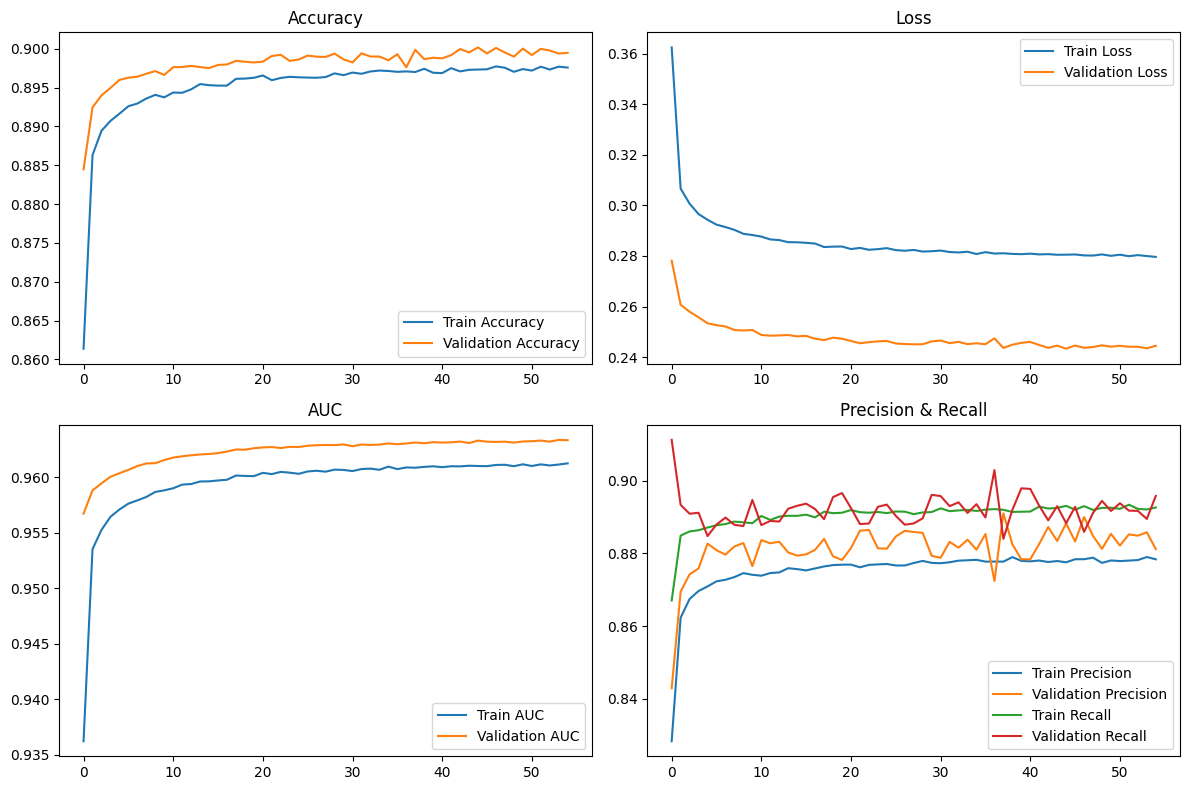 Accuracy
0.900
0.895
0.890
0.885
0.880
0.875
0.870
0.865
0.860
Train Accuracy
Validation Accuracy
0 10 20 30 40 50
Loss
0.36
0.34
0.32
0.30
0.28
0.26
0.24
Train Loss
Validation Loss
0 10 20 30 40 50
AUC
0.960
0.955
0.950
0.945
0.940
0.935
Train AUC
Validation AUC
0 10 20 30 40 50
Precision & Recall
0.90
0.88
0.86
0.84
Train Precision
Validation Precision
Train Recall
Validation Recall
0 10 20 30 40 50